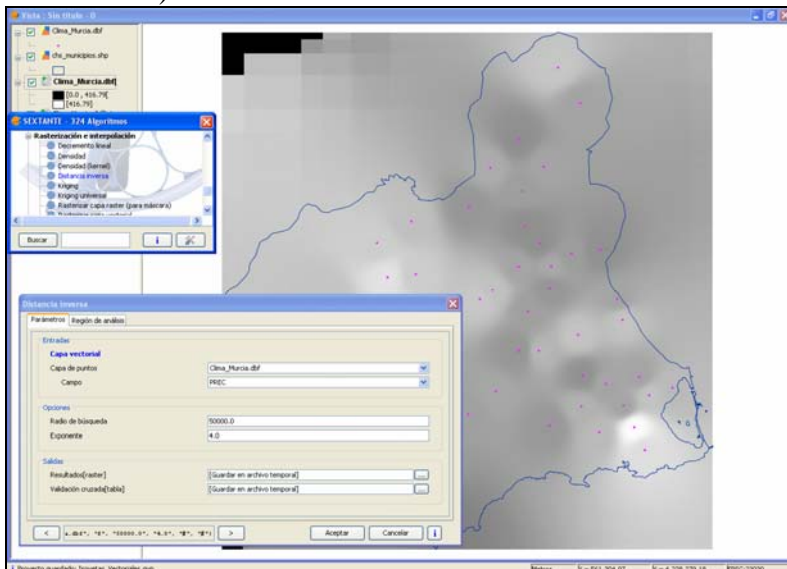 Vista : Sin título - 0
Clima_Murcia.dbf
chs_municipios.shp
Clima_Murcia.dbf
[0.0 , 416.79[
[416.79]
SEXTANTE - 324 Algoritmos
Rasterización e interpolación
Decremento lineal
Densidad
Densidad (kernel)
Distancia inversa
Kriging
Kriging universal
Rasterizar capa raster (para máscara)
Rasterizar capa vectorial
Buscar
i
Distancia inversa
Parámetros
Región de análisis
Entradas
Capa vectorial
Capa de puntos
Clima_Murcia.dbf
Campo
PREC
Opciones
Radio de búsqueda
50000.0
Exponente
4.0
Salidas
Resultados[raster]
[Guardar en archivo temporal]
...
Validación cruzada[tabla]
[Guardar en archivo temporal]
...
<
>
Aceptar
Cancelar
i
Metros